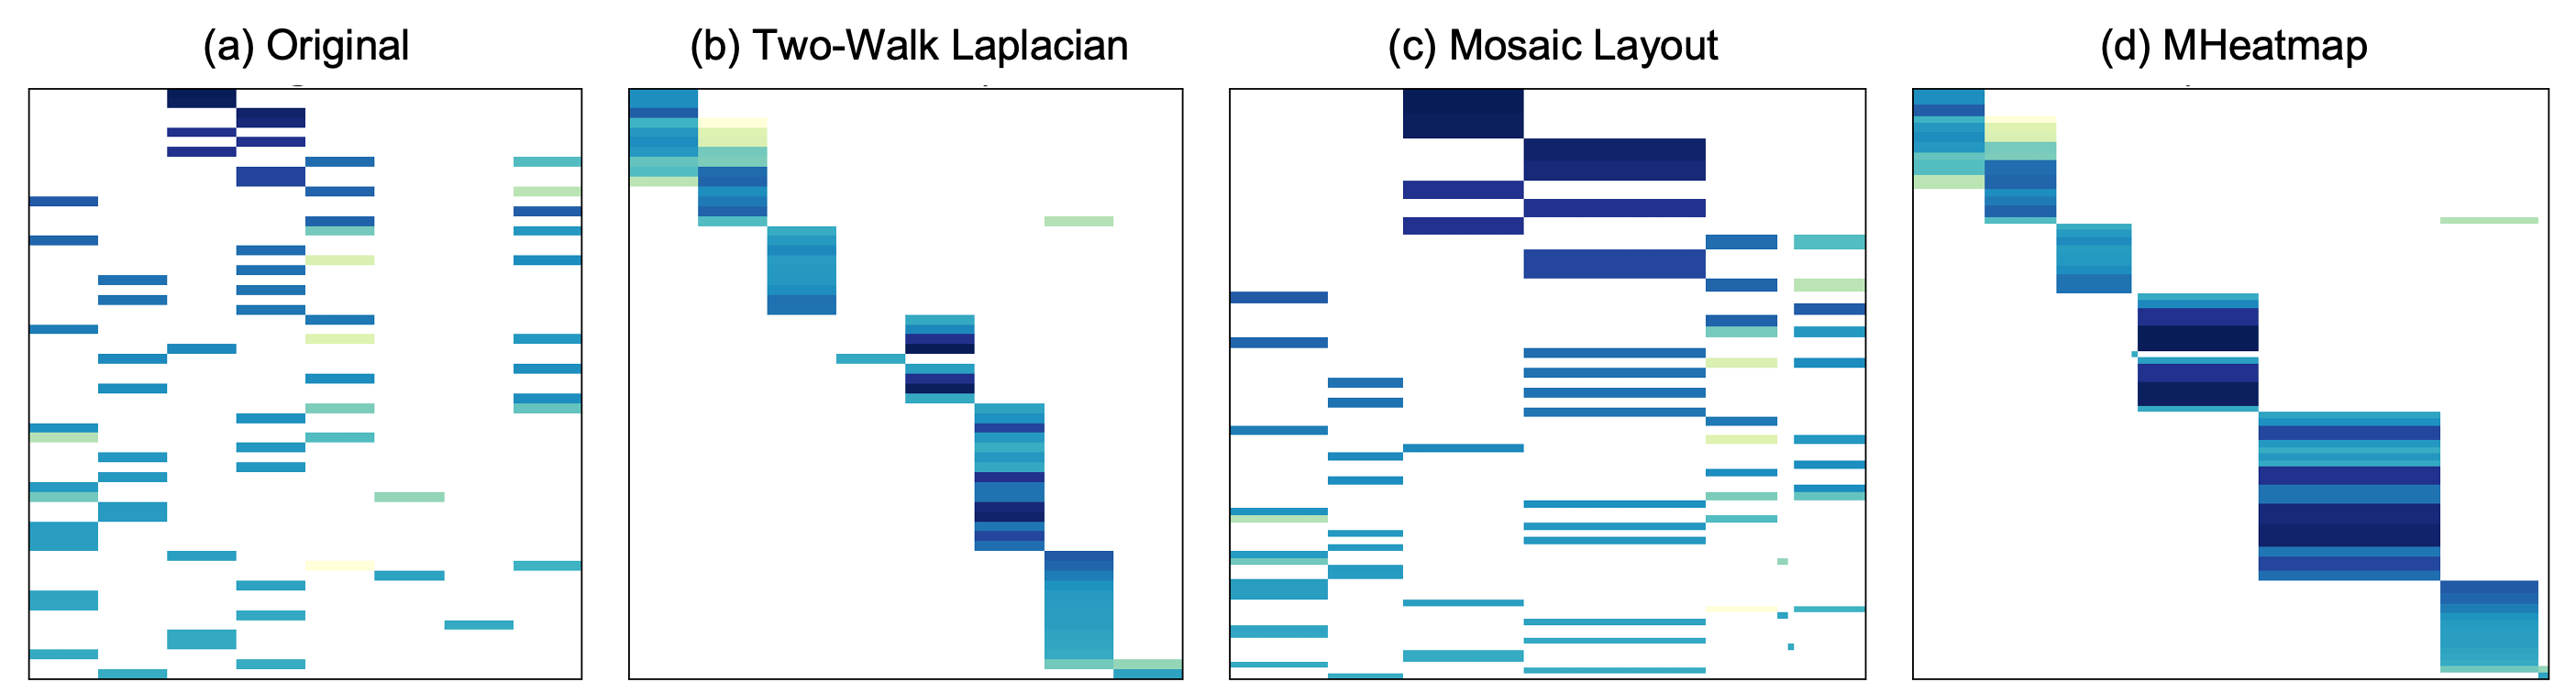 (a) Original
(b) Two-Walk Laplacian
(c) Mosaic Layout
(d) MHeatmap